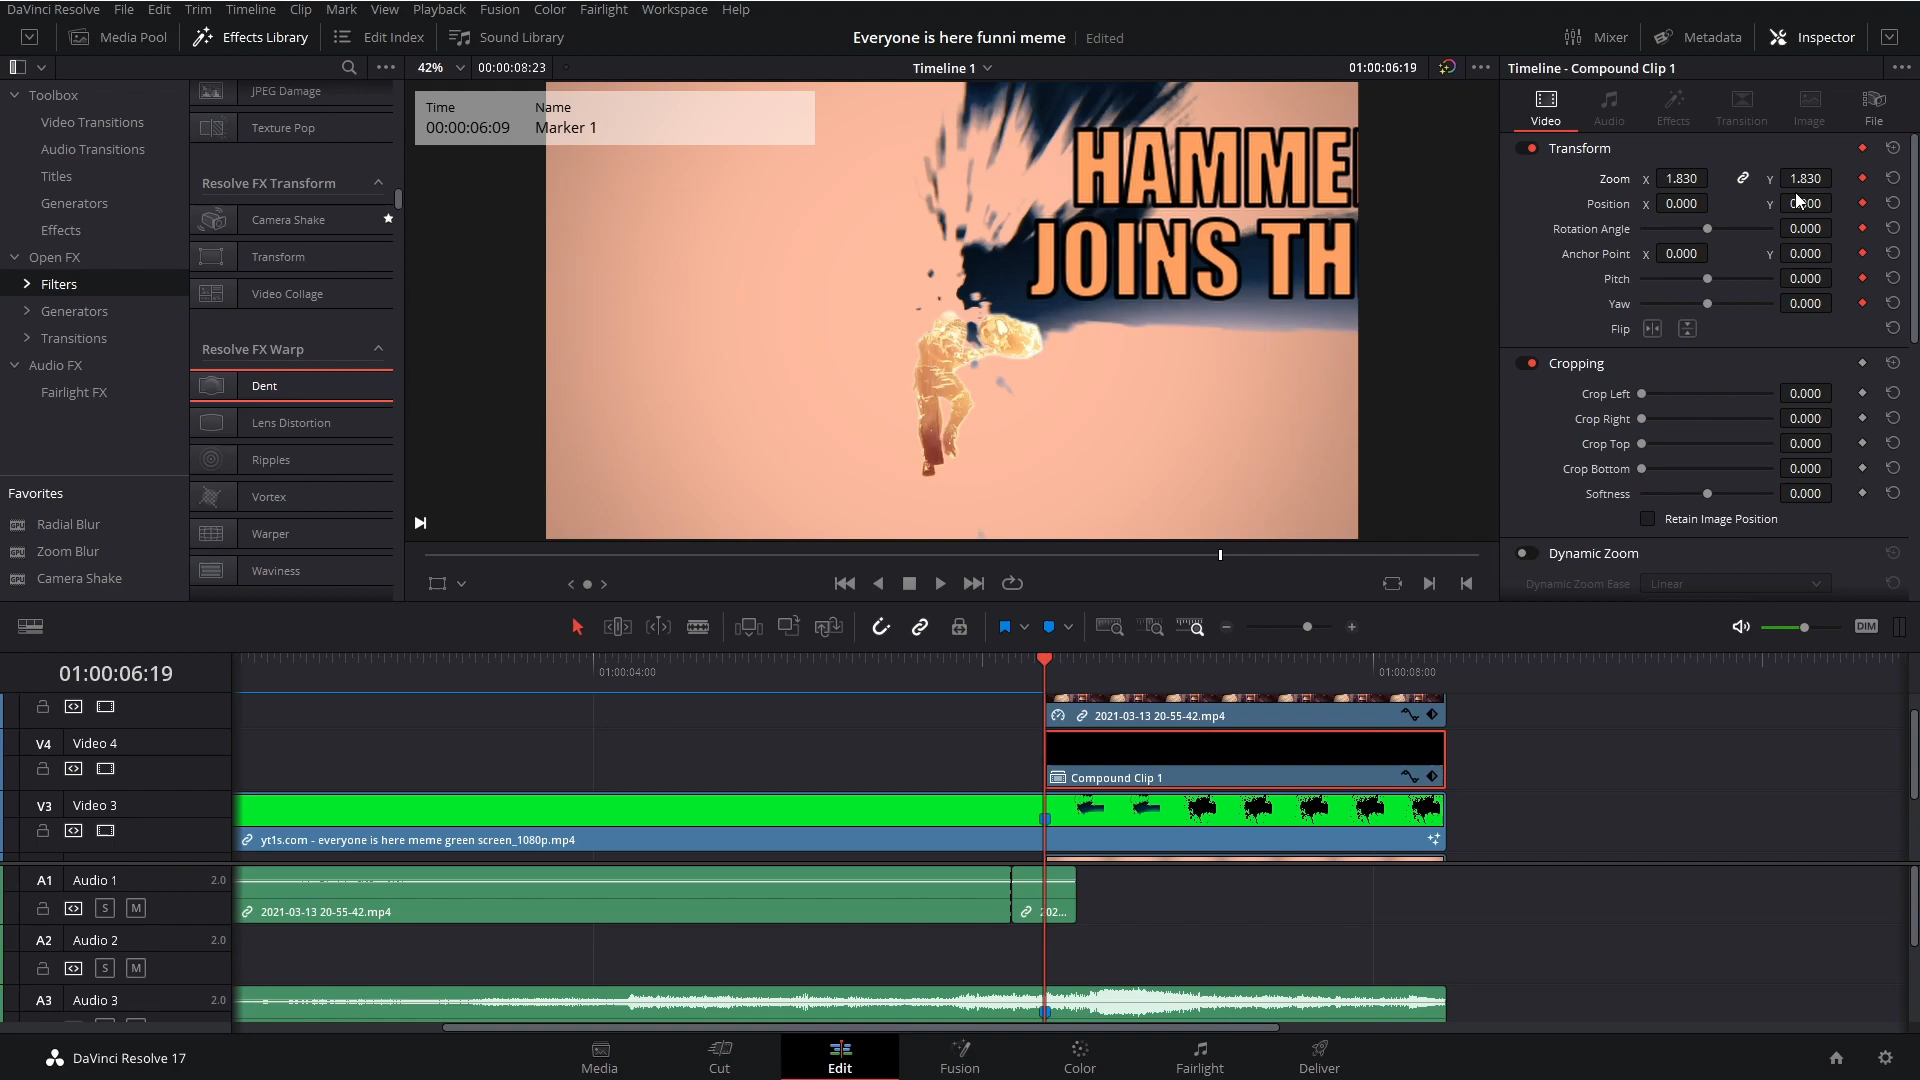 DaVinci Resolve File Edit Trim Timeline Clip Mark View Playback Fusion Color Fairlight Workspace Help
Media Pool Effects Library Edit Index Sound Library Everyone is here funni meme Edited Mixer Metadata Inspector
42% 00:00:08:23 Timeline 1 01:00:06:19 Timeline - Compound Clip 1
Toolbox
Video Transitions
Audio Transitions
Titles
Generators
Effects
Open FX
Filters
Generators
Transitions
Audio FX
Fairlight FX
Favorites
Radial Blur
Zoom Blur
Camera Shake
JPEG Damage
Texture Pop
Resolve FX Transform
Camera Shake
Transform
Video Collage
Resolve FX Warp
Dent
Lens Distortion
Ripples
Vortex
Warper
Waviness
Time Name
00:00:06:09 Marker 1
HAMME
JOINS TH
Video Audio Effects Transition Image File
Transform
Zoom X 1.830 Y 1.830
Position X 0.000 Y
Rotation Angle 0.000
Anchor Point X 0.000 Y 0.000
Pitch 0.000
Yaw 0.000
Flip
Cropping
Crop Left 0.000
Crop Right 0.000
Crop Top 0.000
Crop Bottom 0.000
Softness 0.000
Retain Image Position
Dynamic Zoom
Dynamic Zoom Ease Linear
DIM
01:00:06:19 01:00:04:00 01:00:08:00
2021-03-13 20-55-42.mp4
V4 Video 4
Compound Clip 1
V3 Video 3
yt1s.com - everyone is here meme green screen_1080p.mp4
A1 Audio 1 2.0
S M 2021-03-13 20-55-42.mp4 202...
A2 Audio 2 2.0
S M
A3 Audio 3 2.0
DaVinci Resolve 17 Media Cut Edit Fusion Color Fairlight Deliver